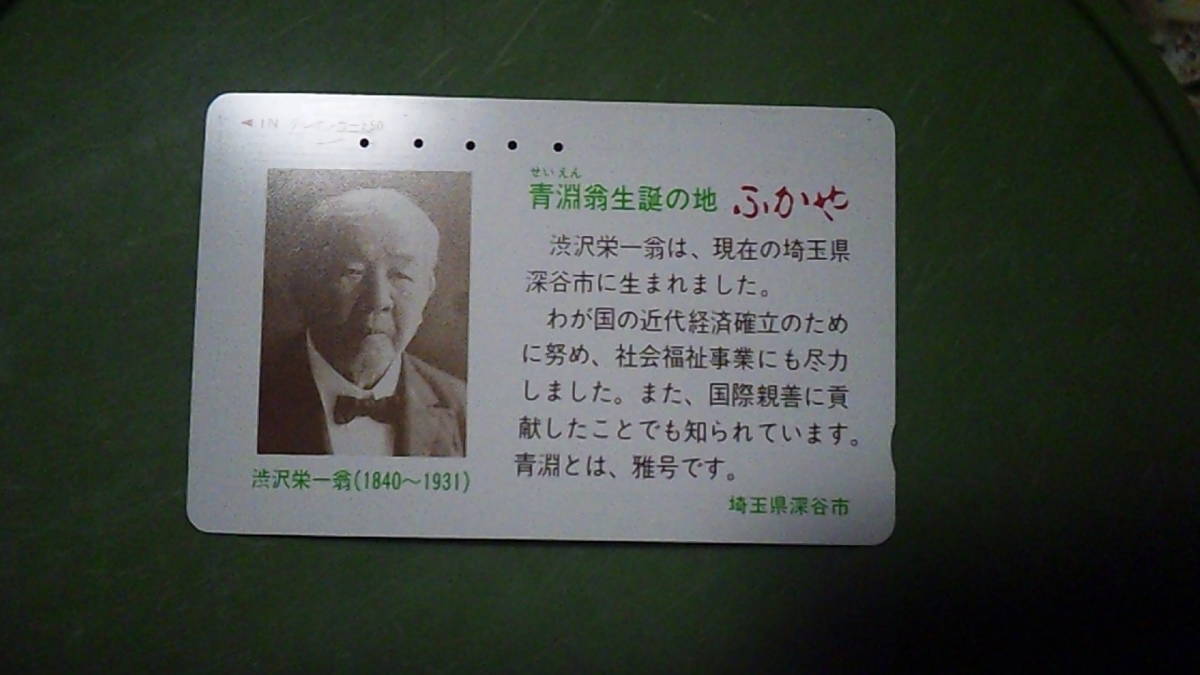 ◀ IN
せいえん
青淵翁生誕の地 ふかや
渋沢栄一翁は、現在の埼玉県
深谷市に生まれました。
わが国の近代経済確立のため
に努め、社会福祉事業にも尽力
しました。また、国際親善に貢
献したことでも知られています。
青淵とは、雅号です。
埼玉県深谷市
渋沢栄一翁(1840〜1931)